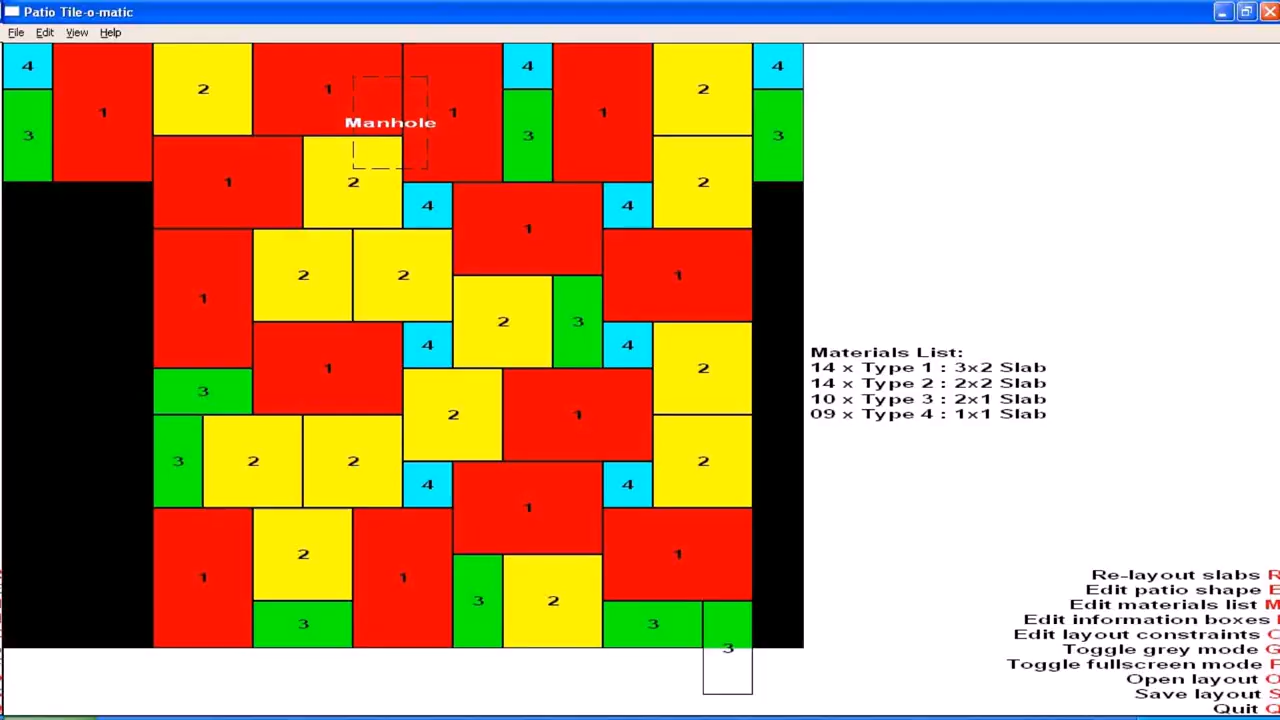 Patio Tile-o-matic
File Edit View Help
4 1 2 1 1 4 1 2 4
3 3 3
Manhole
1 2 4 1 4 2
1 2 2 1
2 3
1 4 4 2
3 2 1
3 2 2 4 4 2
1
1 2 1 1
3 3 2 3 3
Materials List:
14 x Type 1 : 3x2 Slab
14 x Type 2 : 2x2 Slab
10 x Type 3 : 2x1 Slab
09 x Type 4 : 1x1 Slab
Re-layout slabs R
Edit patio shape E
Edit materials list M
Edit information boxes I
Edit layout constraints C
Toggle grey mode G
Toggle fullscreen mode F
Open layout O
Save layout S
Quit Q